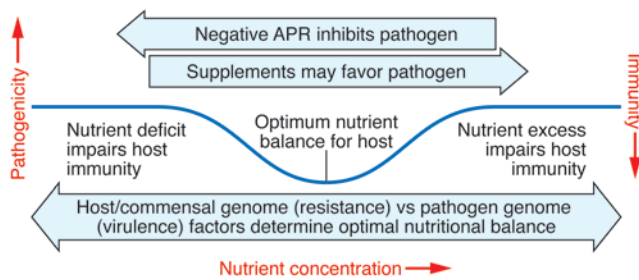 Negative APR inhibits pathogen
Supplements may favor pathogen
Pathogenicity
Immunity
Nutrient deficit
impairs host
immunity
Optimum nutrient
balance for host
Nutrient excess
impairs host
immunity
Host/commensal genome (resistance) vs pathogen genome
(virulence) factors determine optimal nutritional balance
Nutrient concentration